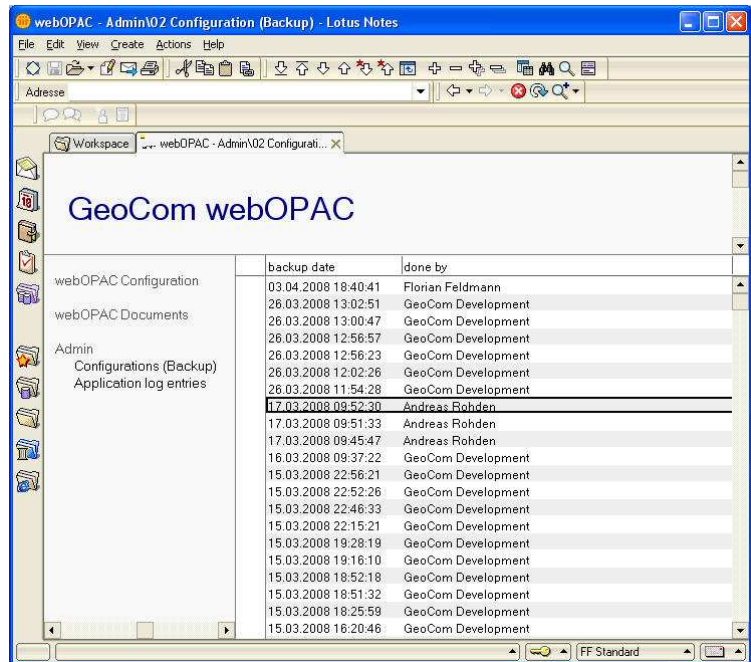 webOPAC - Admin\02 Configuration (Backup) - Lotus Notes
File Edit View Create Actions Help
Adresse
Workspace
webOPAC - Admin\02 Configurati...
18
GeoCom webOPAC
webOPAC Configuration
webOPAC Documents
Admin
Configurations (Backup)
Application log entries
backup date done by
03.04.2008 18:40:41 Florian Feldmann
26.03.2008 13:02:51 GeoCom Development
26.03.2008 13:00:47 GeoCom Development
26.03.2008 12:56:57 GeoCom Development
26.03.2008 12:56:23 GeoCom Development
26.03.2008 12:02:26 GeoCom Development
26.03.2008 11:54:28 GeoCom Development
17.03.2008 09:52:30 Andreas Rohden
17.03.2008 09:51:33 Andreas Rohden
17.03.2008 09:45:47 Andreas Rohden
16.03.2008 09:37:22 GeoCom Development
15.03.2008 22:56:21 GeoCom Development
15.03.2008 22:52:26 GeoCom Development
15.03.2008 22:46:33 GeoCom Development
15.03.2008 22:15:21 GeoCom Development
15.03.2008 19:28:19 GeoCom Development
15.03.2008 19:16:10 GeoCom Development
15.03.2008 18:52:18 GeoCom Development
15.03.2008 18:51:32 GeoCom Development
15.03.2008 18:25:59 GeoCom Development
15.03.2008 16:20:46 GeoCom Development
FF Standard